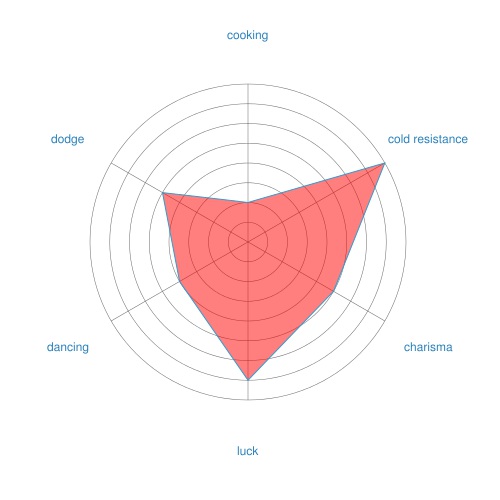 cooking
dodge
cold resistance
dancing
charisma
luck